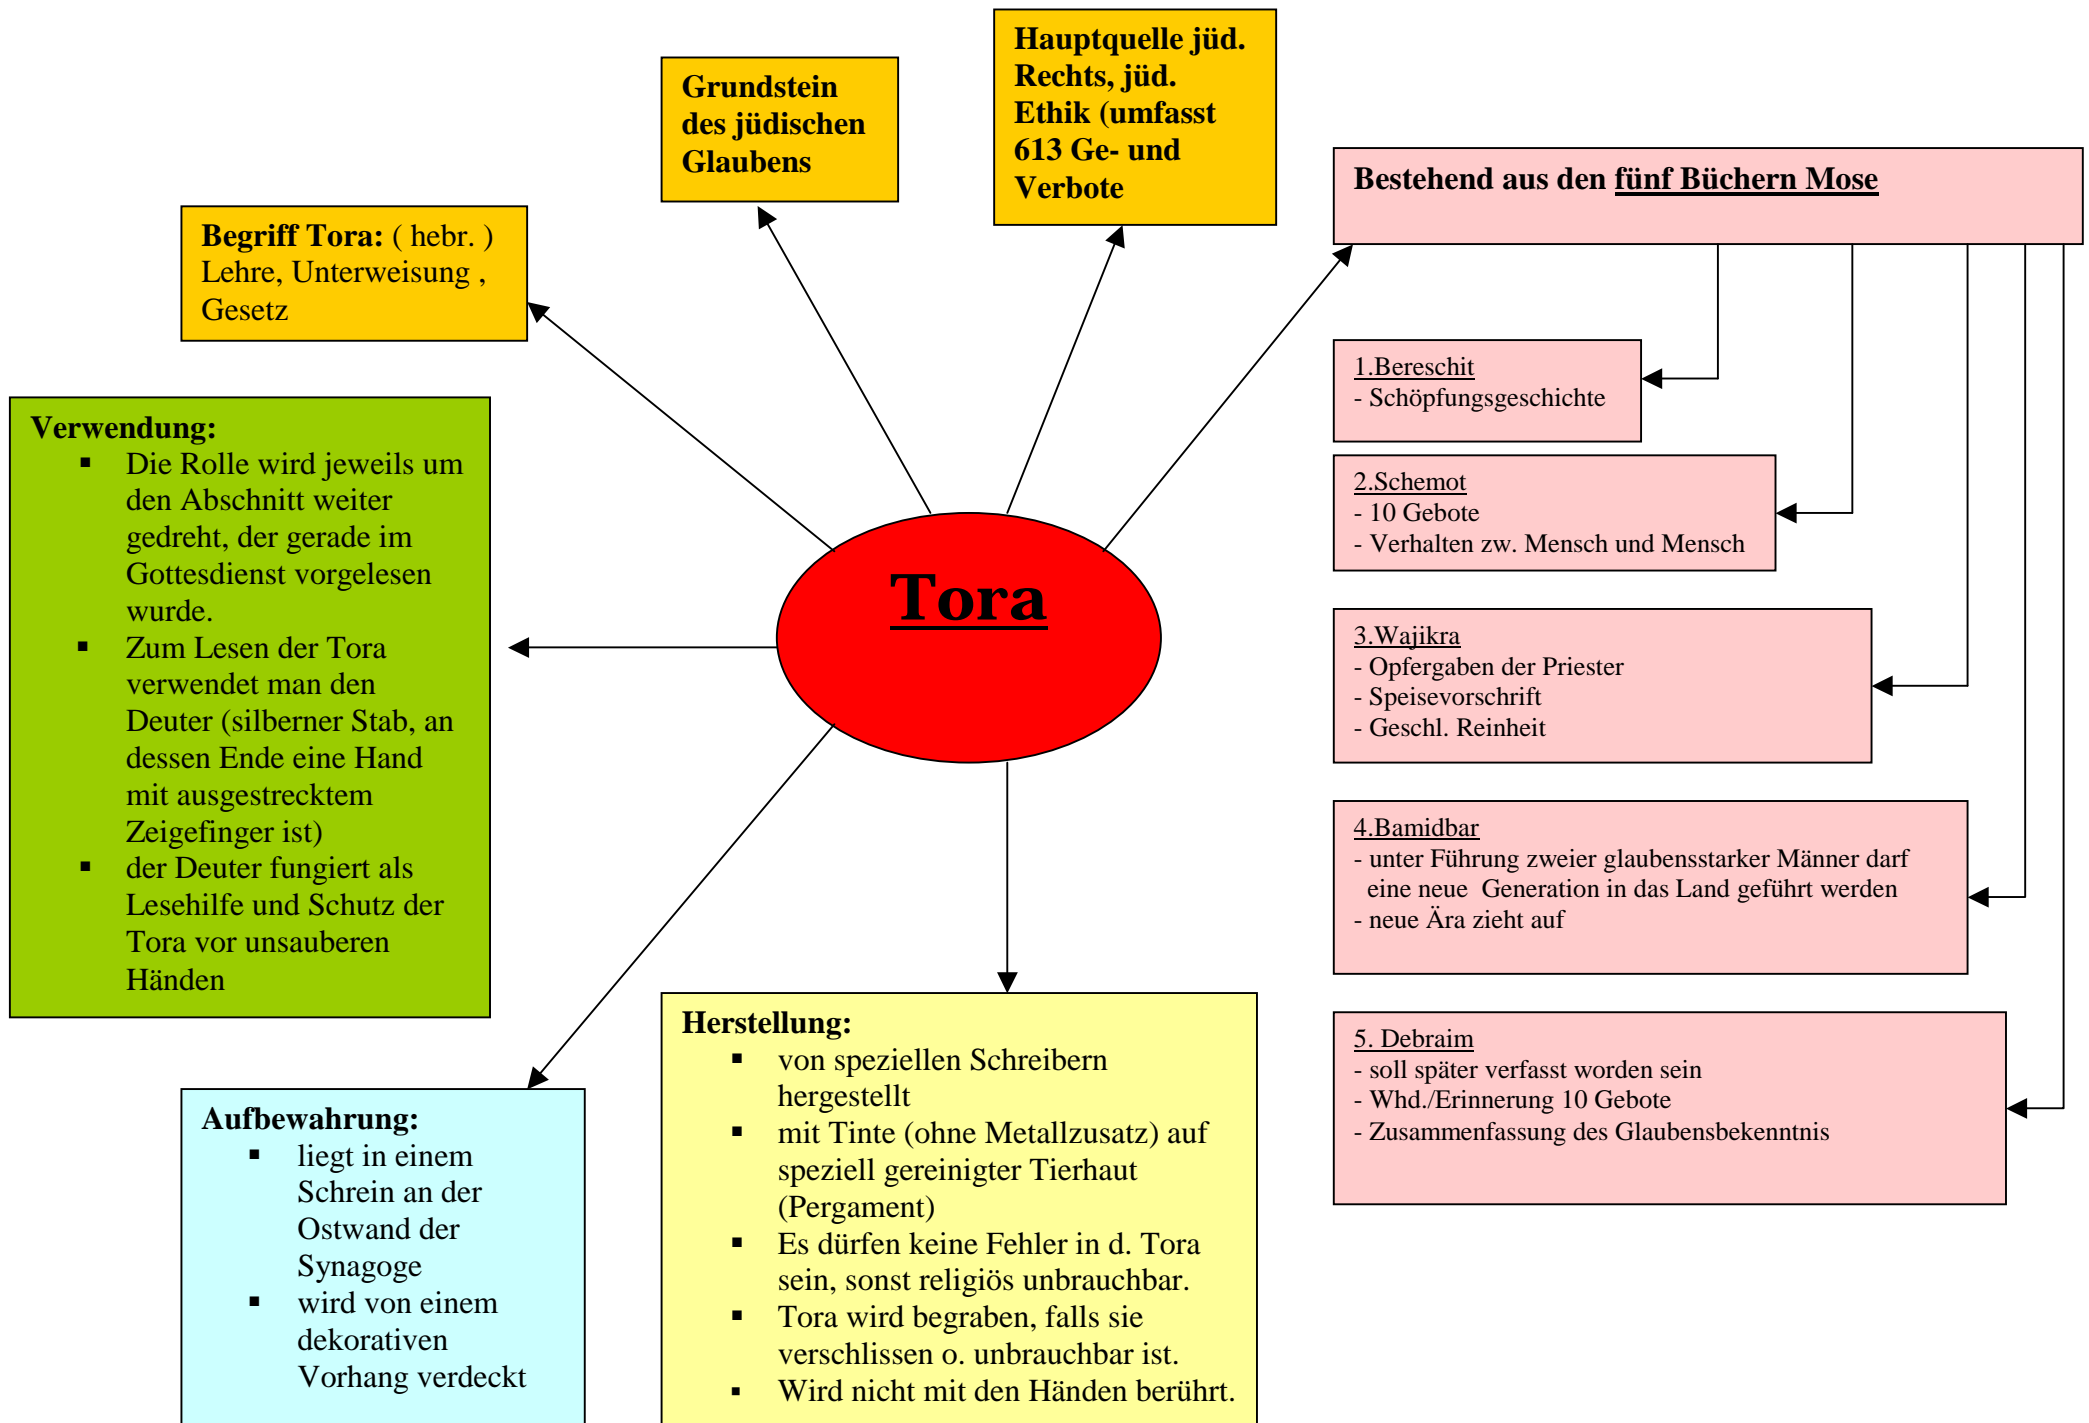 Hauptquelle jüd.
Rechts, jüd.
Ethik (umfasst
613 Ge- und
Verbote
Grundstein
des jüdischen
Glaubens
Bestehend aus den fünf Büchern Mose
Begriff Tora: ( hebr. )
Lehre, Unterweisung ,
Gesetz
1.Bereschit
- Schöpfungsgeschichte
2.Schemot
- 10 Gebote
- Verhalten zw. Mensch und Mensch
3.Wajikra
- Opfergaben der Priester
- Speisevorschrift
- Geschl. Reinheit
4.Bamidbar
- unter Führung zweier glaubensstarker Männer darf
eine neue  Generation in das Land geführt werden
- neue Ära zieht auf
5. Debraim
- soll später verfasst worden sein
- Whd./Erinnerung 10 Gebote
- Zusammenfassung des Glaubensbekenntnis
Tora
Verwendung:
▪ Die Rolle wird jeweils um
den Abschnitt weiter
gedreht, der gerade im
Gottesdienst vorgelesen
wurde.
▪ Zum Lesen der Tora
verwendet man den
Deuter (silberner Stab, an
dessen Ende eine Hand
mit ausgestrecktem
Zeigefinger ist)
▪ der Deuter fungiert als
Lesehilfe und Schutz der
Tora vor unsauberen
Händen
Aufbewahrung:
▪ liegt in einem
Schrein an der
Ostwand der
Synagoge
▪ wird von einem
dekorativen
Vorhang verdeckt
Herstellung:
▪ von speziellen Schreibern
hergestellt
▪ mit Tinte (ohne Metallzusatz) auf
speziell gereinigter Tierhaut
(Pergament)
▪ Es dürfen keine Fehler in d. Tora
sein, sonst religiös unbrauchbar.
▪ Tora wird begraben, falls sie
verschlissen o. unbrauchbar ist.
▪ Wird nicht mit den Händen berührt.